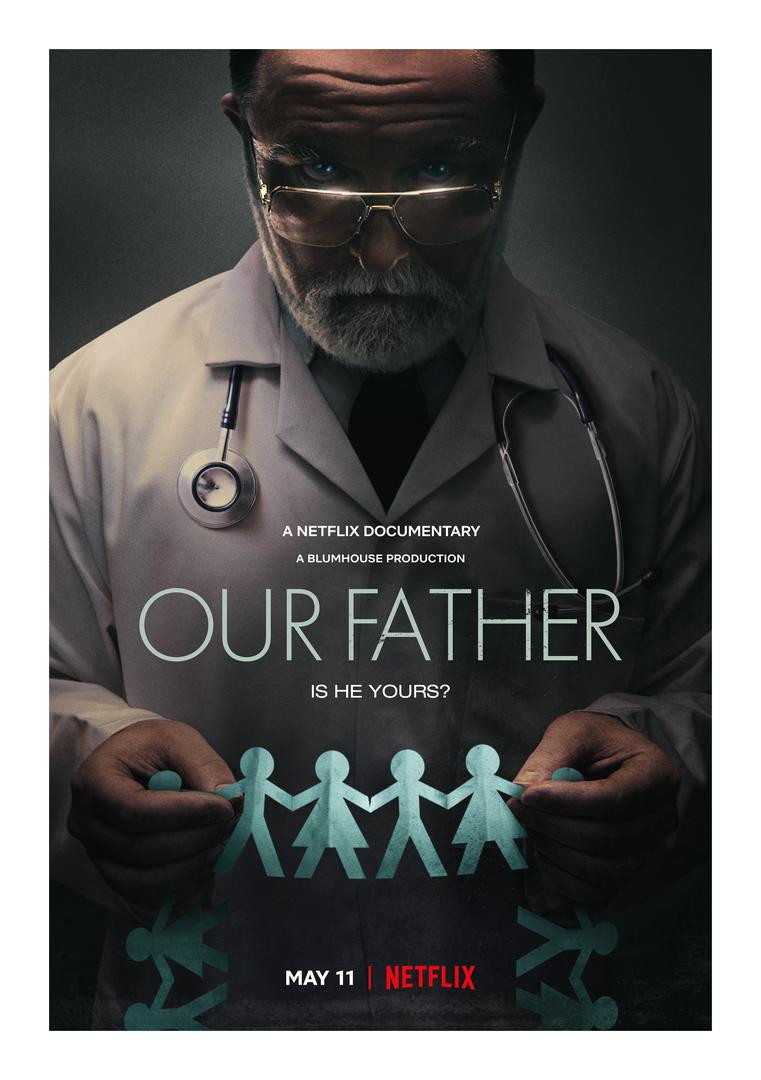 A NETFLIX DOCUMENTARY
A BLUMHOUSE PRODUCTION
OUR FATHER
IS HE YOURS?
MAY 11 | NETFLIX